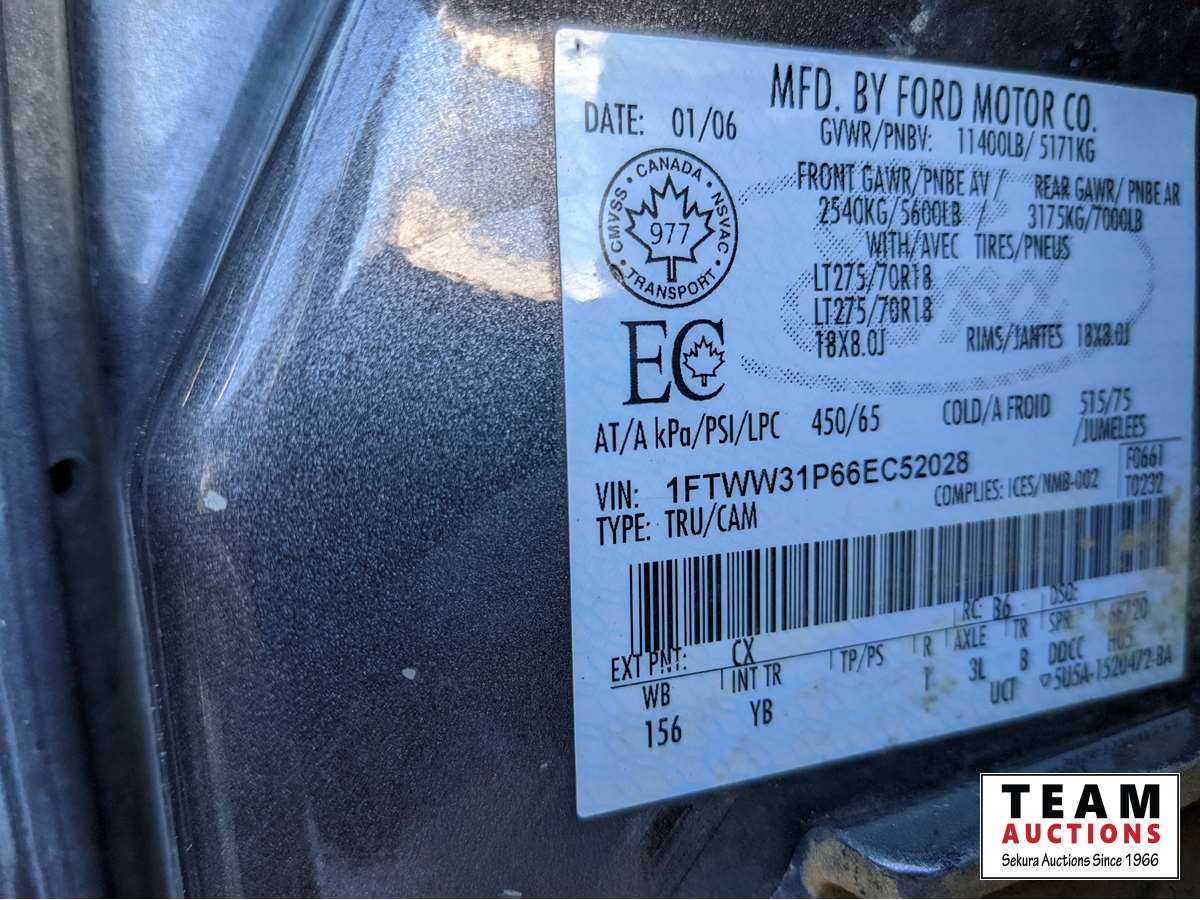 MFD. BY FORD MOTOR CO.
DATE: 01/06
GVWR/PNBV: 11400LB/ 5171KG
CMVSS • CANADA • NSVAC • TRANSPORT •
977
FRONT GAWR/PNBE AV / REAR GAWR/ PNBE AR
2540KG/5600LB / 3175KG/7000LB
WITH/AVEC TIRES/PNEUS
LT275/70R18
LT275/70R18
18X8.0J RIMS/JANTES 18X8.0J
EC
AT/A kPa/PSI/LPC 450/65 COLD/A FROID 515/75
/JUMELEES
VIN: 1FTWW31P66EC52028
COMPLIES: ICES/NMB-002
F0661
T0232
TYPE: TRU/CAM
EXT PNT: CX RC: B6 DSO:
WB INT TR TP/PS R AXLE TR SPR 6F720
156 YB T 3L B DDCC H05
UCT 5USA-1520472-BA
TEAM
AUCTIONS
Sekura Auctions Since 1966